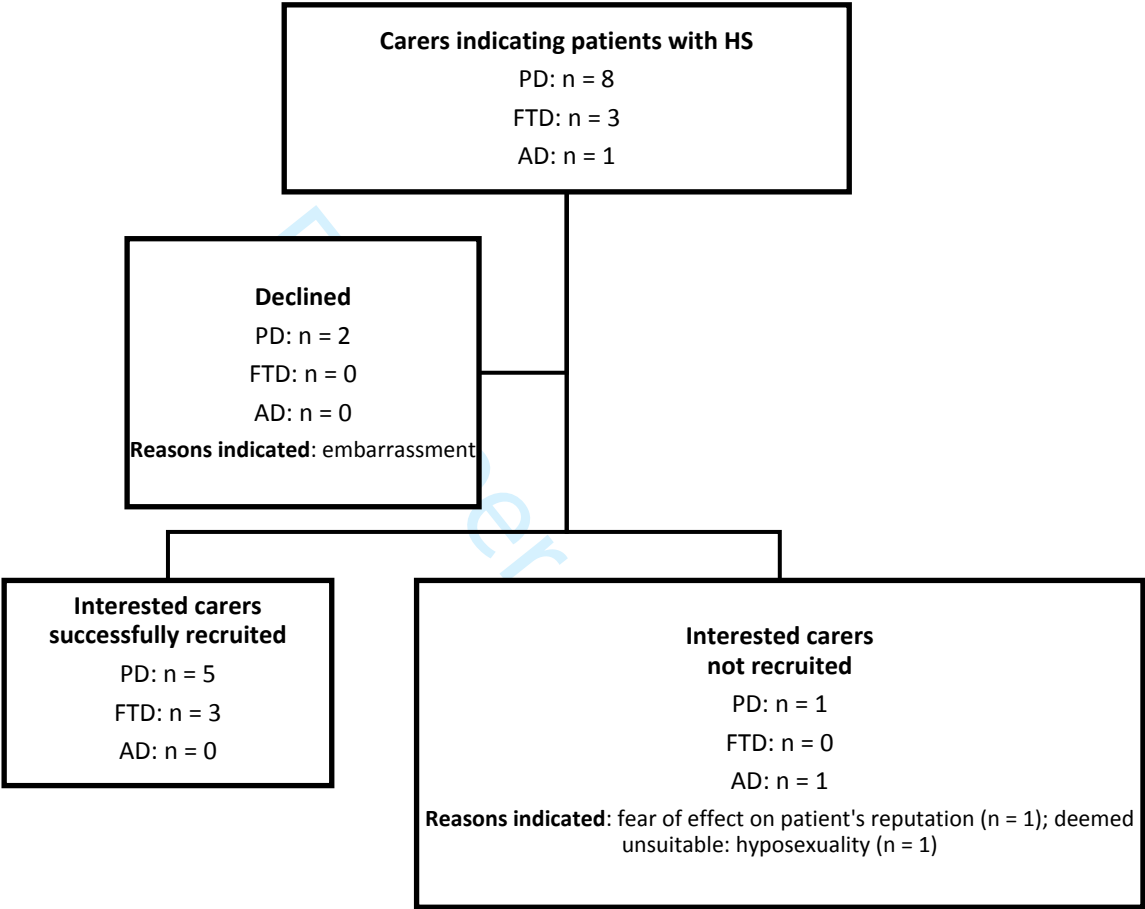 Carers indicating patients with HS
PD: n = 8
FTD: n = 3
AD: n = 1
Declined
PD: n = 2
FTD: n = 0
AD: n = 0
Reasons indicated: embarrassment
Interested carers
successfully recruited
PD: n = 5
FTD: n = 3
AD: n = 0
Interested carers
not recruited
PD: n = 1
FTD: n = 0
AD: n = 1
Reasons indicated: fear of effect on patient's reputation (n = 1); deemed
unsuitable: hyposexuality (n = 1)